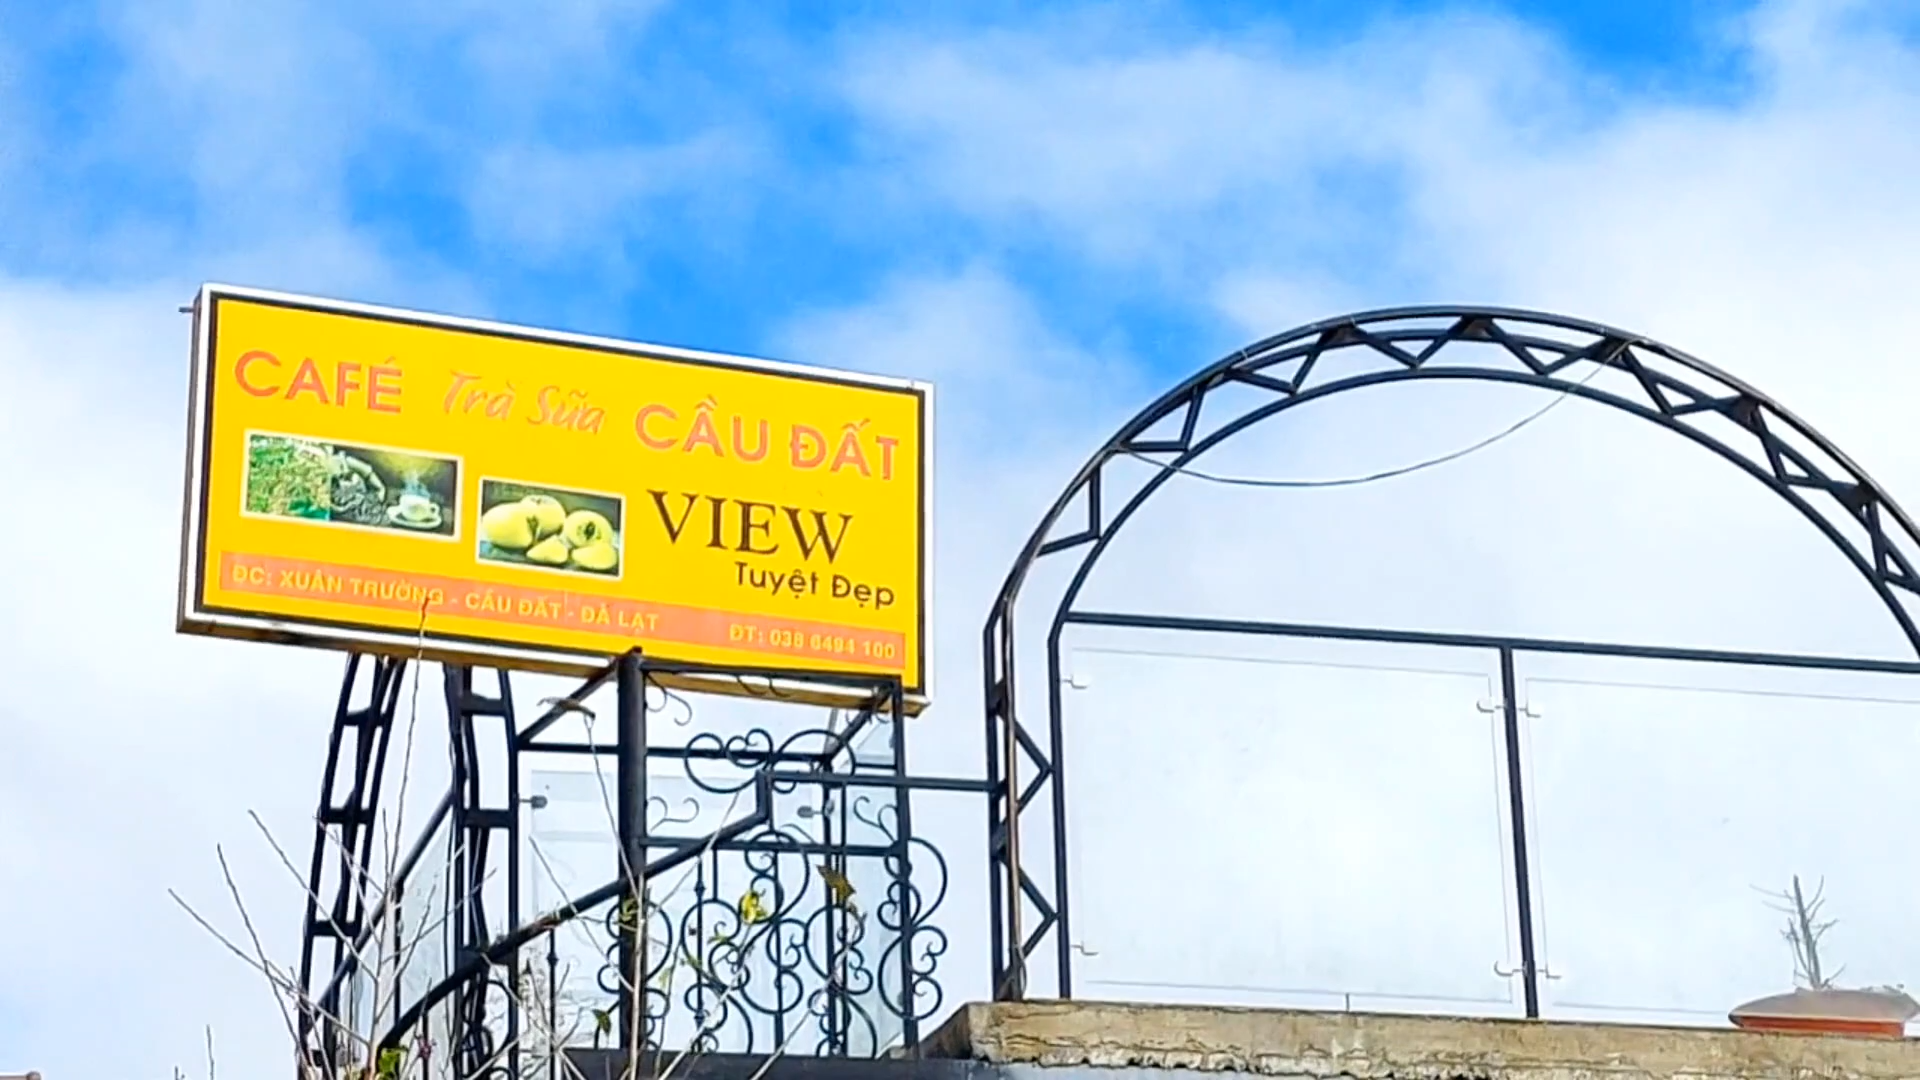 CAFÉ Trà Sữa CẦU ĐẤT
VIEW
Tuyệt Đẹp
ĐC: XUÂN TRƯỜNG - CẦU ĐẤT - ĐÀ LẠT ĐT: 038 6494 100